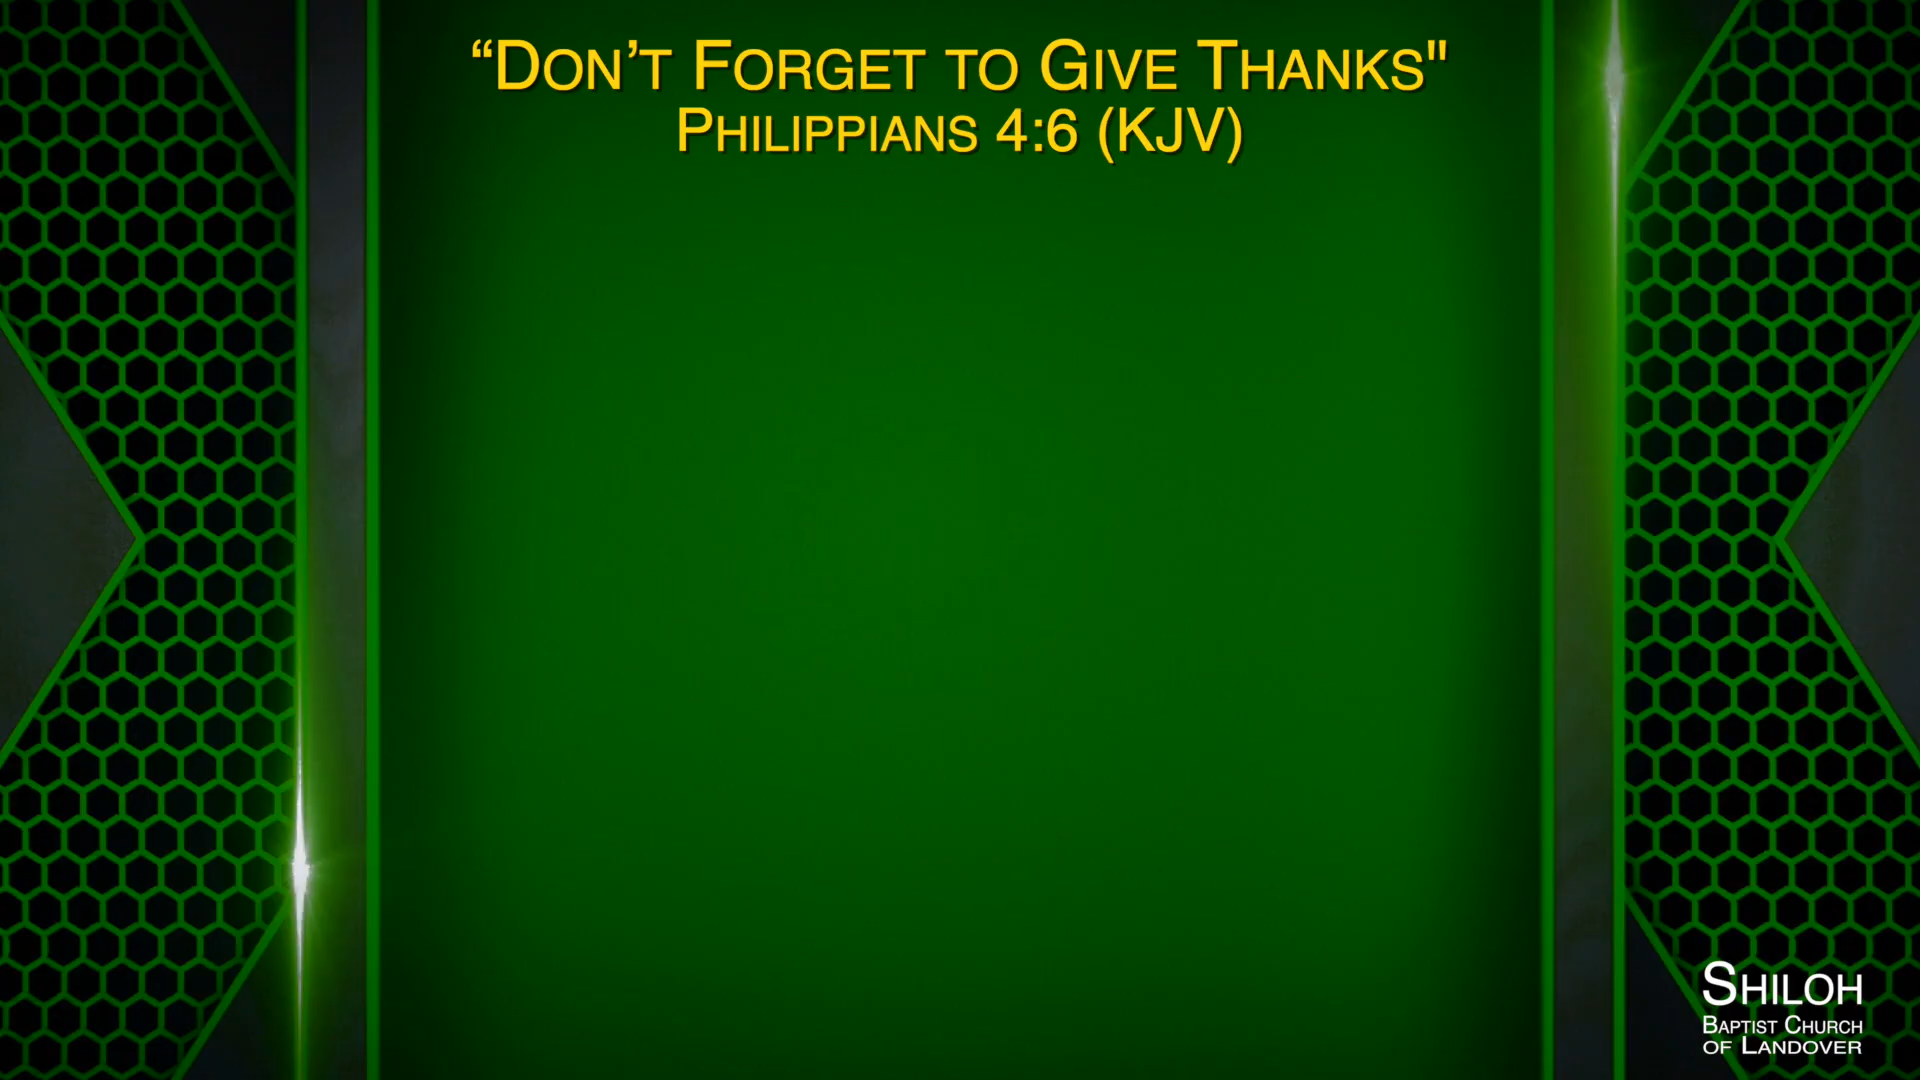 “Don’t Forget to Give Thanks"
Philippians 4:6 (KJV)
Shiloh
Baptist Church
of Landover